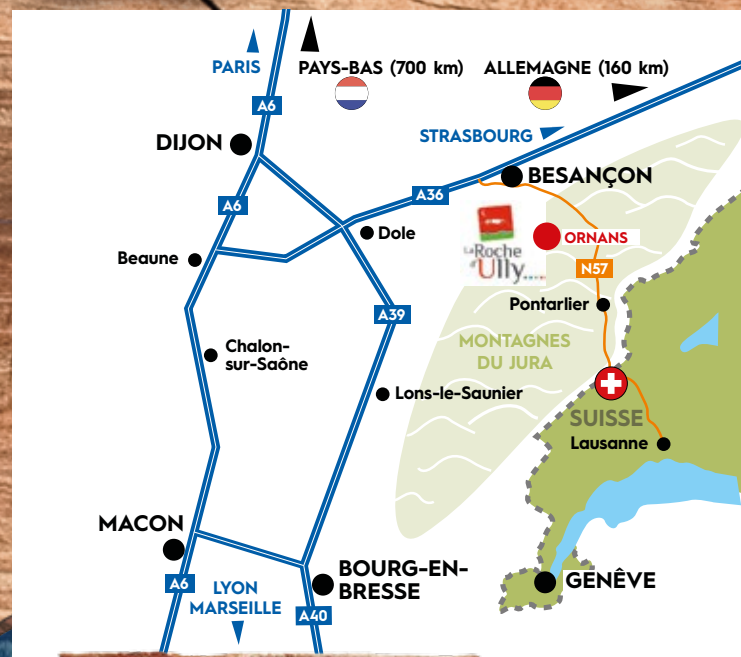 PARIS
PAYS-BAS (700 km)
ALLEMAGNE (160 km)
A6
STRASBOURG
DIJON
BESANÇON
A36
A6
La Roche
d'Ully....
ORNANS
Dole
Beaune
N57
Pontarlier
A39
MONTAGNES
DU JURA
Chalon-
sur-Saône
Lons-le-Saunier
SUISSE
Lausanne
MACON
BOURG-EN-
BRESSE
GENÊVE
A6
LYON
MARSEILLE
A40